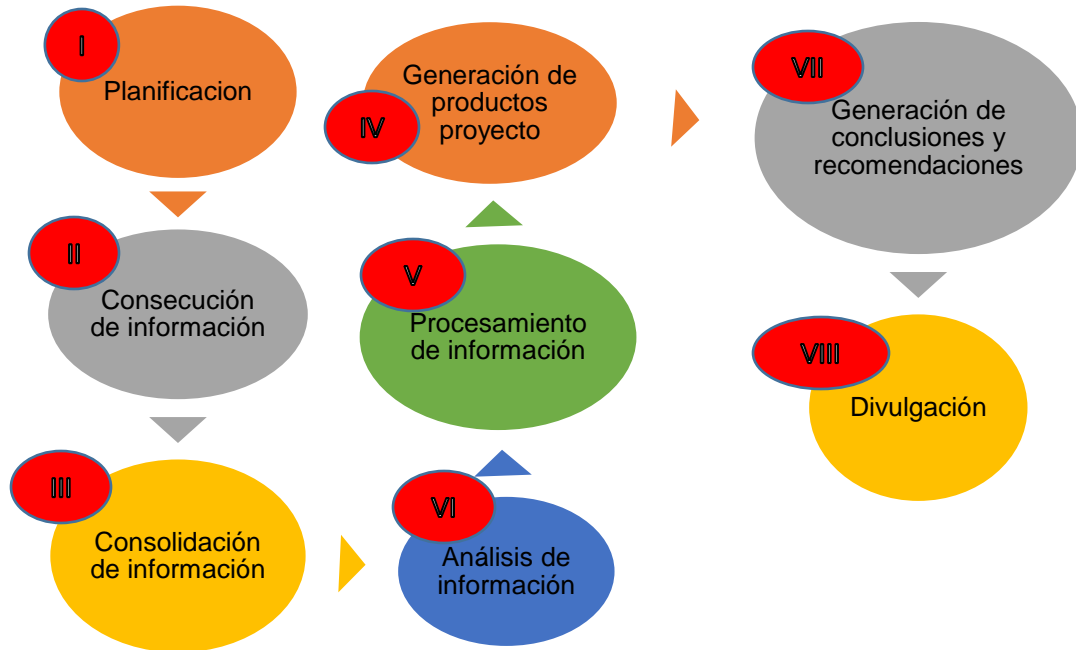 I
Planificacion
II
Consecución
de información
III
Consolidación
de información
IV
Generación de
productos
proyecto
V
Procesamiento
de información
VI
Análisis de
información
VII
Generación de
conclusiones y
recomendaciones
VIII
Divulgación